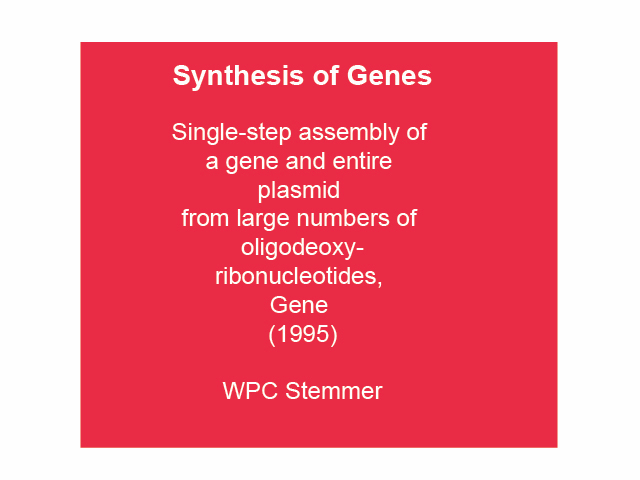 Synthesis of Genes
Single-step assembly of
a gene and entire
plasmid
from large numbers of
oligodeoxy-
ribonucleotides,
Gene
(1995)
WPC Stemmer